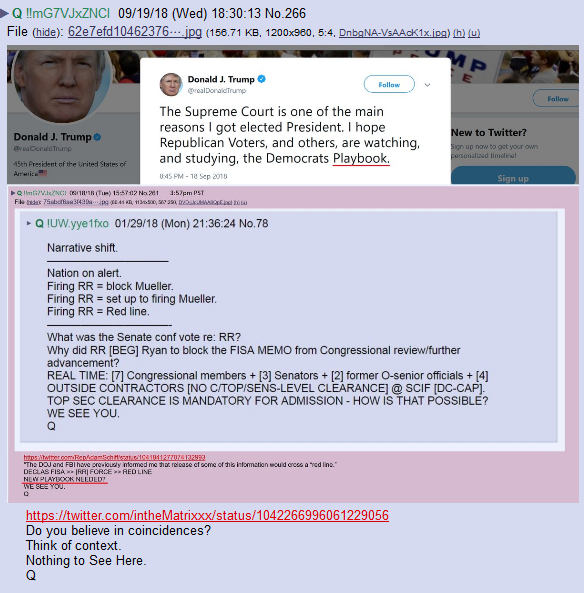 Q !!mG7VJxZNCI 09/19/18 (Wed) 18:30:13 No.266
File (hide): 62e7efd10462376⋯.jpg (156.71 KB, 1200x960, 5:4, DnbgNA-VsAAcK1x.jpg) (h) (u)
TRUMP
Donald J. Trump
@realDonaldTrump
45th President of the United States of
America
Donald J. Trump
@realDonaldTrump
Follow
The Supreme Court is one of the main
reasons I got elected President. I hope
Republican Voters, and others, are watching,
and studying, the Democrats Playbook.
8:45 PM - 18 Sep 2018
Follow
New to Twitter?
Sign up now to get your own
personalized timeline!
Sign up
Q !!mG7VJxZNCI 09/18/18 (Tue) 15:57:02 No.261 3:57pm PST
Q !UW.yye1fxo 01/29/18 (Mon) 21:36:24 No.78
Narrative shift.
Nation on alert.
Firing RR = block Mueller.
Firing RR = set up to firing Mueller.
Firing RR = Red line.
What was the Senate conf vote re: RR?
Why did RR [BEG] Ryan to block the FISA MEMO from Congressional review/further
advancement?
REAL TIME: [7] Congressional members + [3] Senators + [2] former O-senior officials + [4]
OUTSIDE CONTRACTORS [NO C/TOP/SENS-LEVEL CLEARANCE] @ SCIF [DC-CAP].
TOP SEC CLEARANCE IS MANDATORY FOR ADMISSION - HOW IS THAT POSSIBLE?
WE SEE YOU.
Q
"The DOJ and FBI have previously informed me that release of some of this information would cross a "red line."
DECLAS FISA >> [RR] FORCE >> RED LINE
NEW PLAYBOOK NEEDED?
WE SEE YOU.
Q
https://twitter.com/intheMatrixxx/status/1042266996061229056
Do you believe in coincidences?
Think of context.
Nothing to See Here.
Q